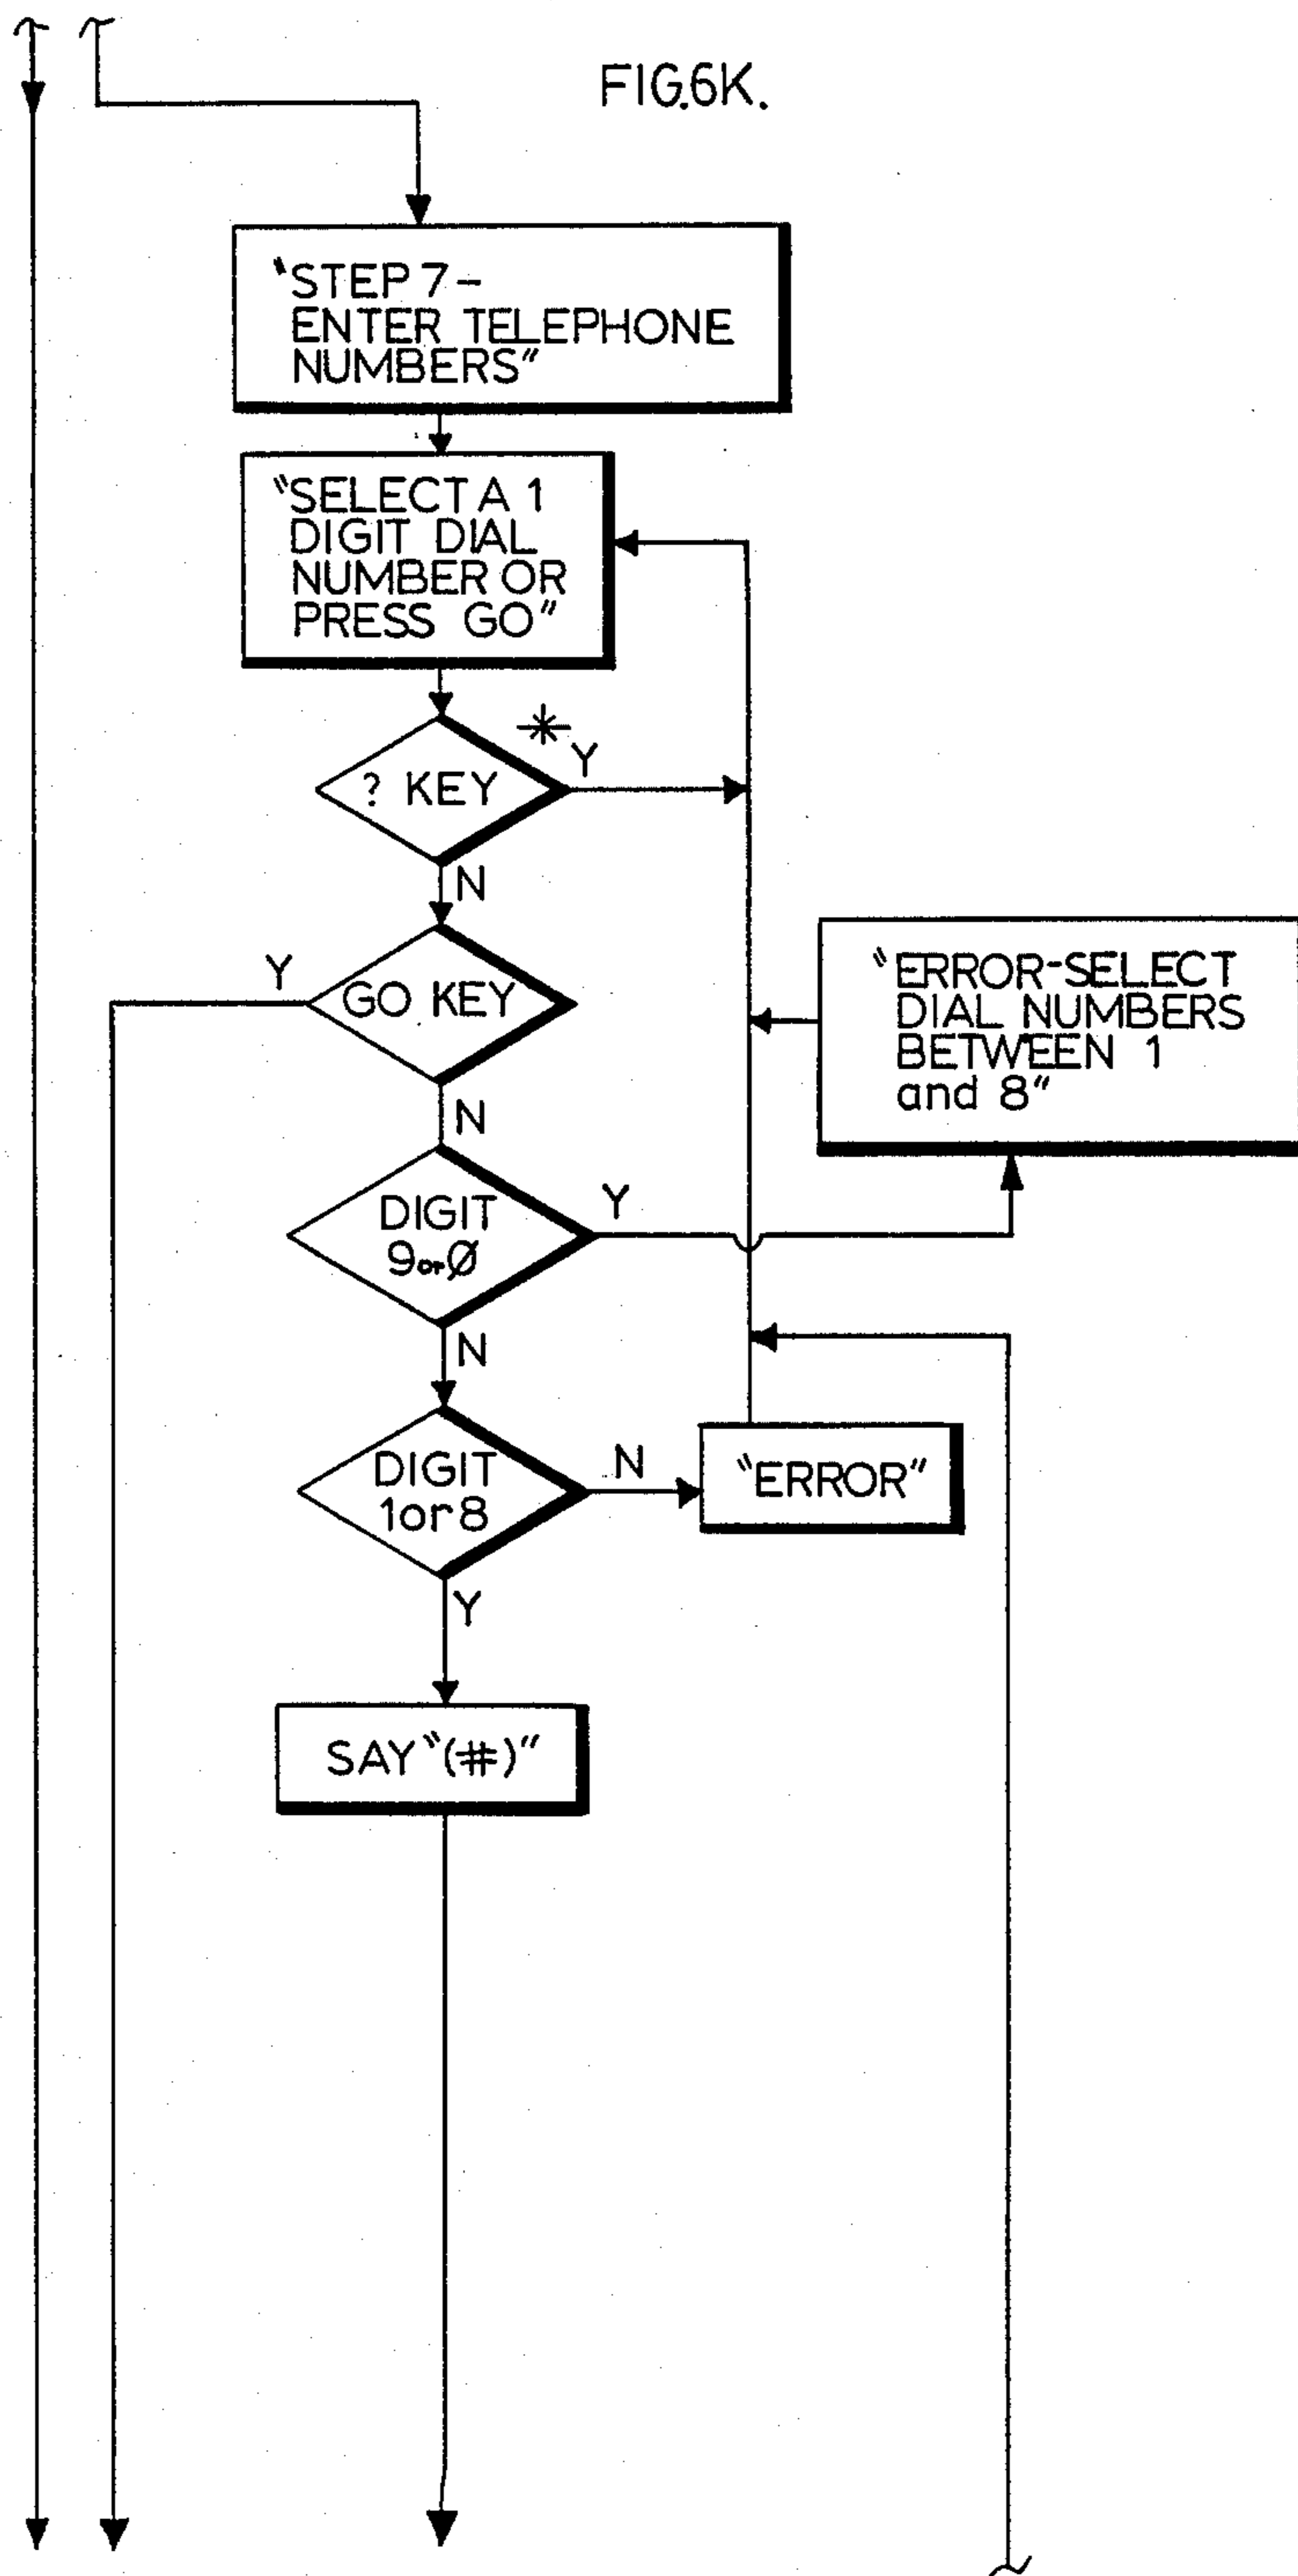 FIG.6K.
"STEP 7-
ENTER TELEPHONE
NUMBERS"
"SELECT A 1
DIGIT DIAL
NUMBER OR
PRESS GO"
*
? KEY
Y
N
Y
GO KEY
"ERROR-SELECT
DIAL NUMBERS
BETWEEN 1
and 8"
N
DIGIT
9 or Ø
Y
N
DIGIT
1 or 8
N
"ERROR"
Y
SAY "(#)"